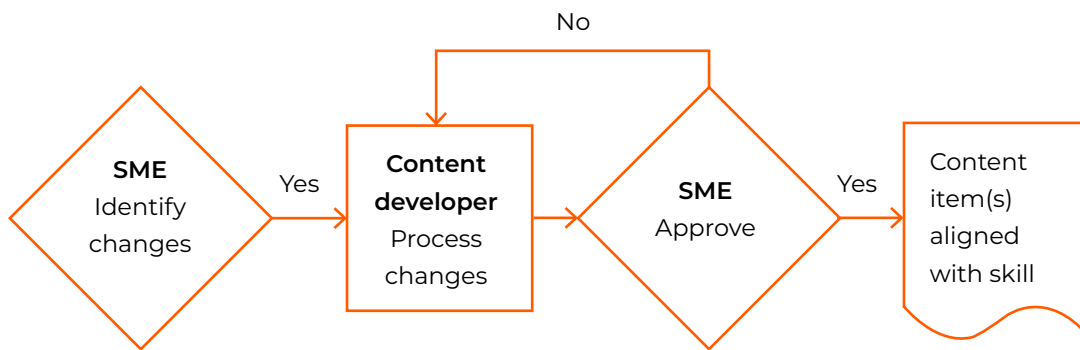 No
SME
Identify
changes
Yes
Content
developer
Process
changes
SME
Approve
Yes
Content
item(s)
aligned
with skill